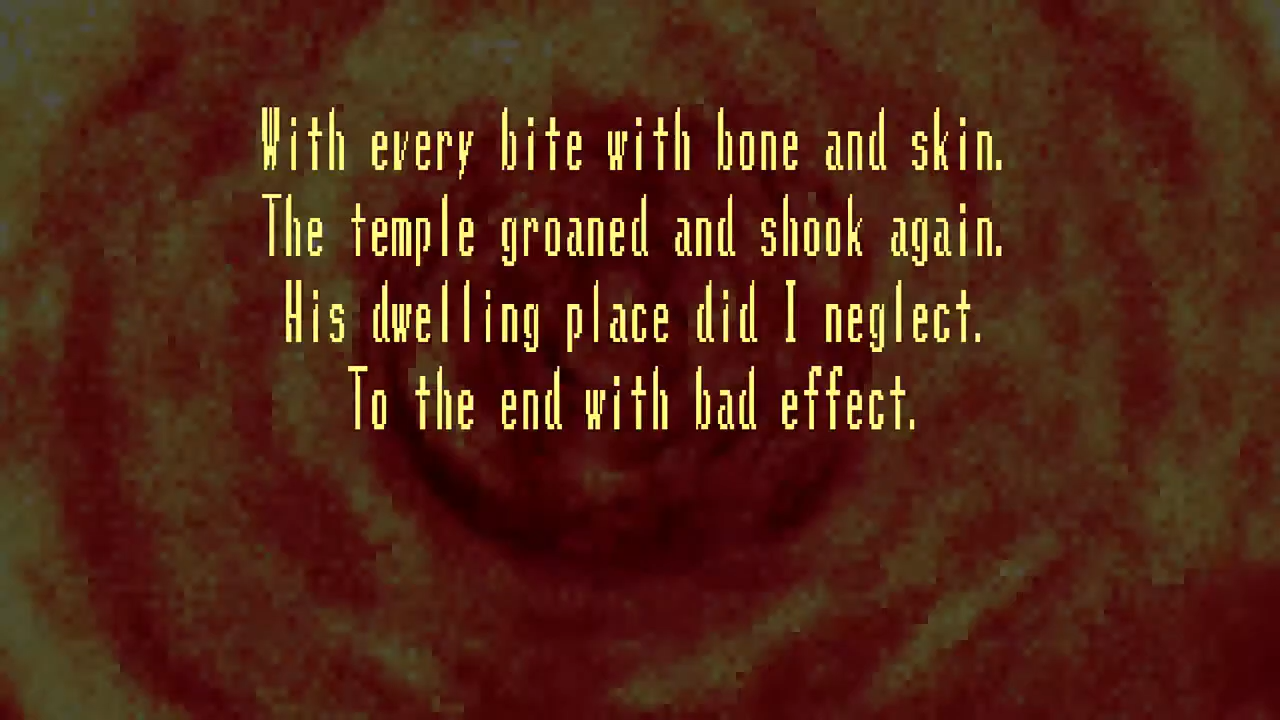 With every bite with bone and skin.
The temple groaned and shook again.
His dwelling place did I neglect.
To the end with bad effect.